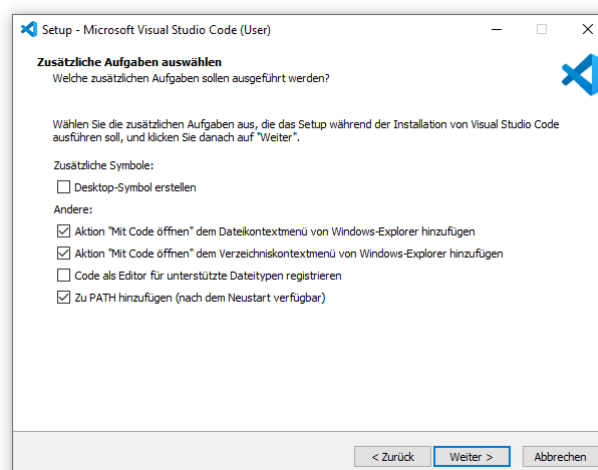 Setup - Microsoft Visual Studio Code (User)
Zusätzliche Aufgaben auswählen
Welche zusätzlichen Aufgaben sollen ausgeführt werden?
Wählen Sie die zusätzlichen Aufgaben aus, die das Setup während der Installation von Visual Studio Code
ausführen soll, und klicken Sie danach auf "Weiter".
Zusätzliche Symbole:
Desktop-Symbol erstellen
Andere:
Aktion "Mit Code öffnen" dem Dateikontextmenü von Windows-Explorer hinzufügen
Aktion "Mit Code öffnen" dem Verzeichniskontextmenü von Windows-Explorer hinzufügen
Code als Editor für unterstützte Dateitypen registrieren
Zu PATH hinzufügen (nach dem Neustart verfügbar)
< Zurück Weiter > Abbrechen